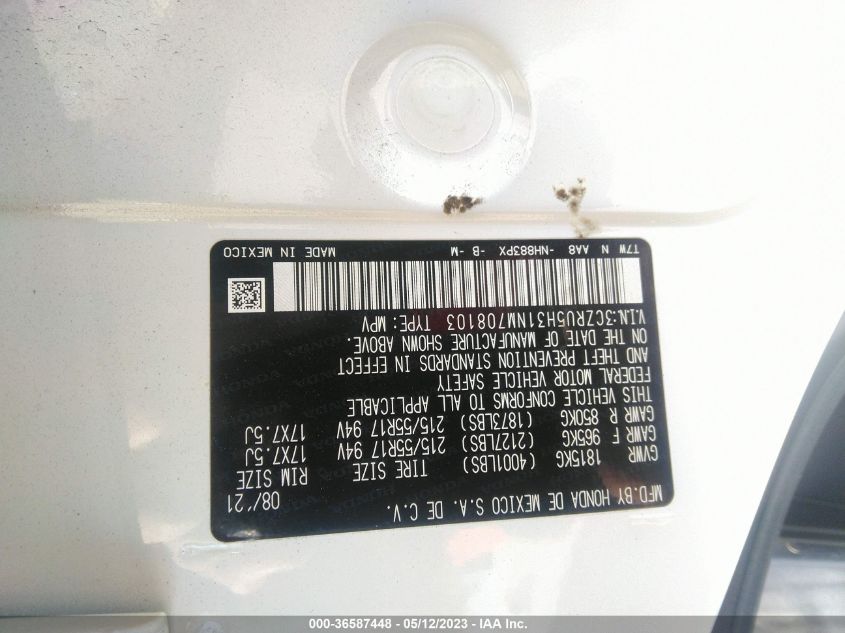 MFD.BY HONDA DE MEXICO S.A. DE C.V. 08/'21
GVWR 1815KG (4001LBS) TIRE SIZE RIM SIZE
GAWR F 965KG (2127LBS) 215/55R17 94V 17X7.5J
GAWR R 850KG (1873LBS) 215/55R17 94V 17X7.5J
THIS VEHICLE CONFORMS TO ALL APPLICABLE
FEDERAL MOTOR VEHICLE SAFETY
AND THEFT PREVENTION STANDARDS IN EFFECT
ON THE DATE OF MANUFACTURE SHOWN ABOVE.
V.I.N.:3CZRU5H31NM708103 TYPE: MPV
T7W N AA8 -NH883PX -B -M MADE IN MEXICO
000-36587448 - 05/12/2023 - IAA Inc.